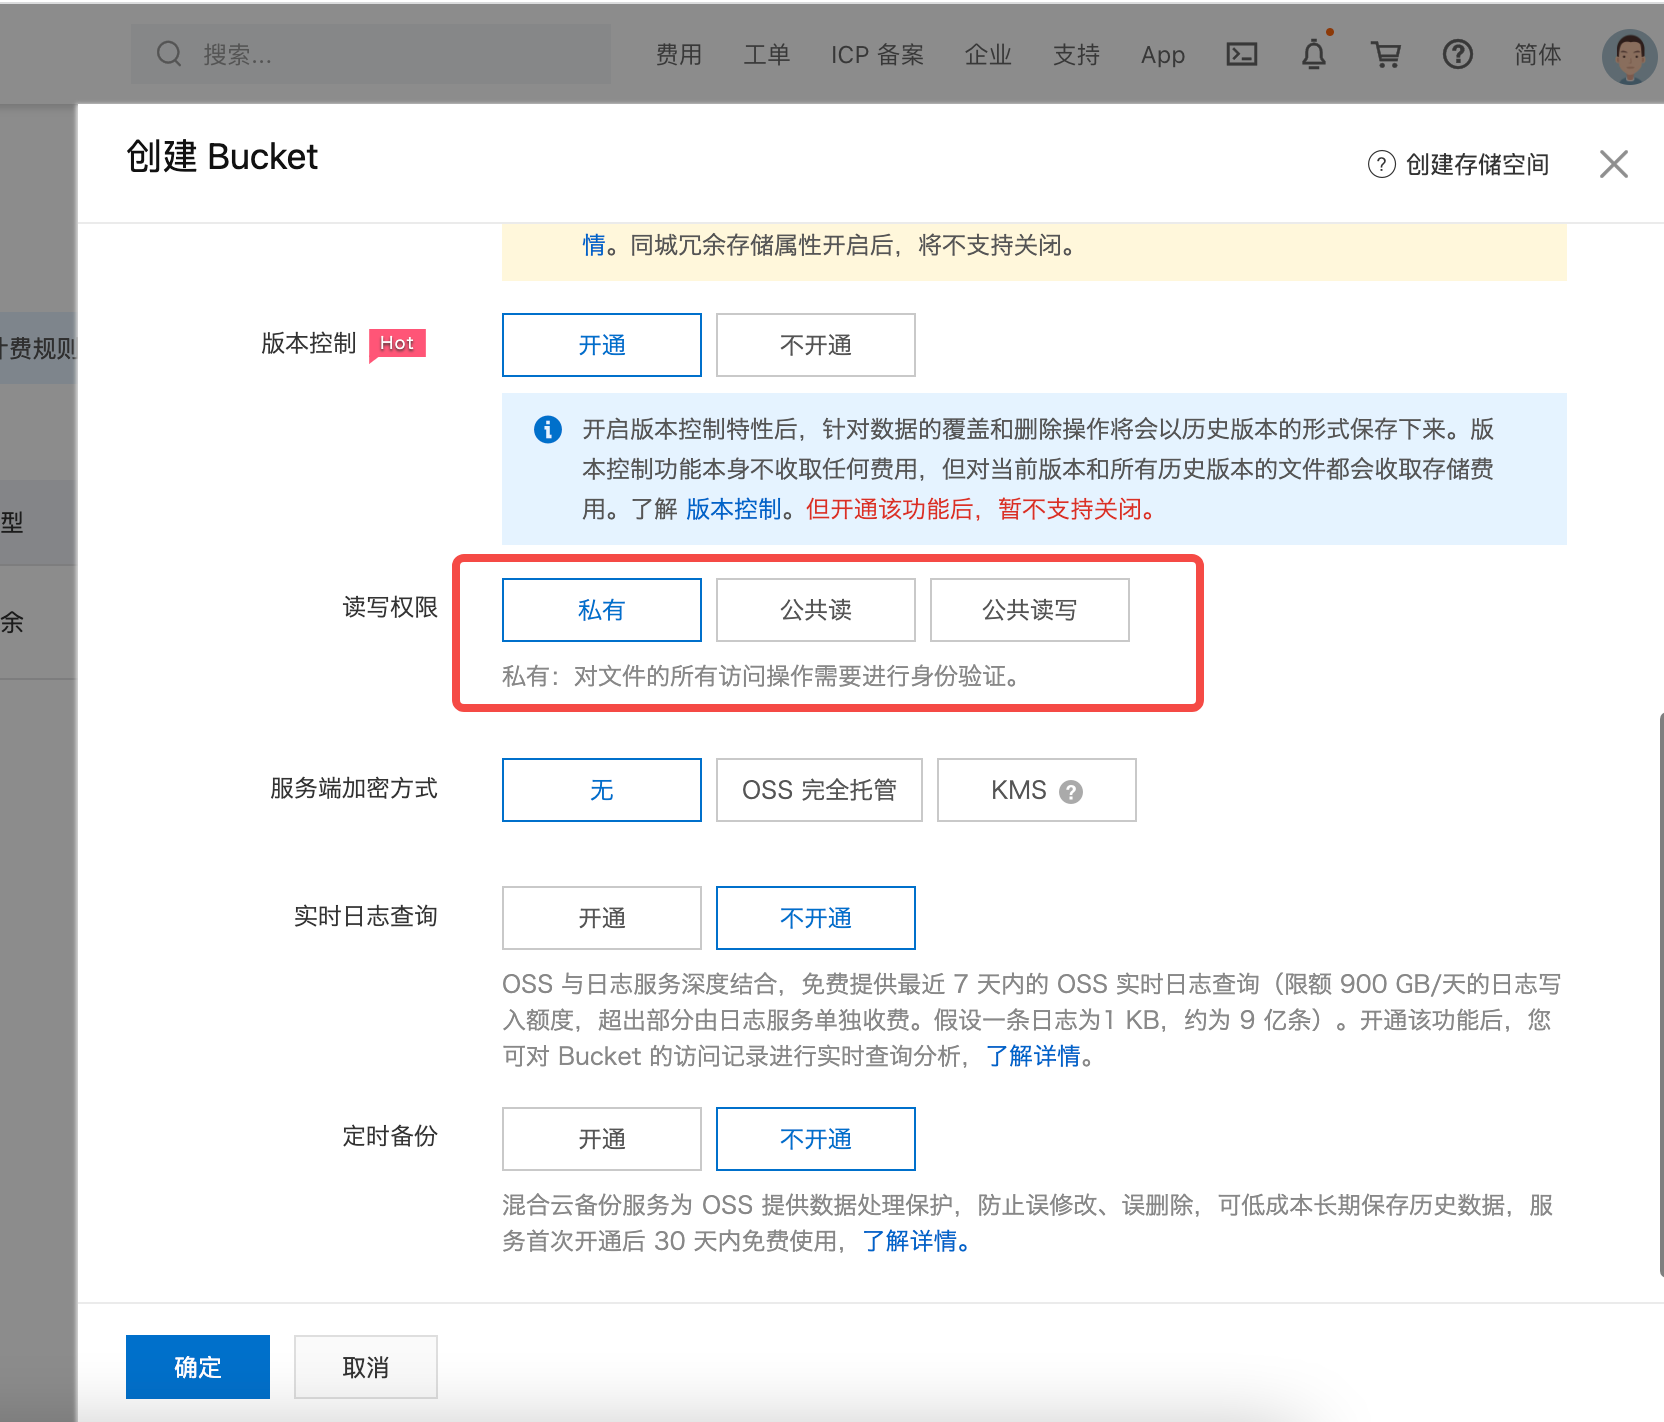 搜索...
费用 工单 ICP 备案 企业 支持 App 简体
创建 Bucket
创建存储空间
情。同城冗余存储属性开启后，将不支持关闭。
计费规则
型
余
版本控制 Hot 开通 不开通
开启版本控制特性后，针对数据的覆盖和删除操作将会以历史版本的形式保存下来。版
本控制功能本身不收取任何费用，但对当前版本和所有历史版本的文件都会收取存储费
用。了解 版本控制。但开通该功能后，暂不支持关闭。
读写权限 私有 公共读 公共读写
私有：对文件的所有访问操作需要进行身份验证。
服务端加密方式 无 OSS 完全托管 KMS
实时日志查询 开通 不开通
OSS 与日志服务深度结合，免费提供最近 7 天内的 OSS 实时日志查询（限额 900 GB/天的日志写
入额度，超出部分由日志服务单独收费。假设一条日志为1 KB，约为 9 亿条）。开通该功能后，您
可对 Bucket 的访问记录进行实时查询分析，了解详情。
定时备份 开通 不开通
混合云备份服务为 OSS 提供数据处理保护，防止误修改、误删除，可低成本长期保存历史数据，服
务首次开通后 30 天内免费使用，了解详情。
确定 取消